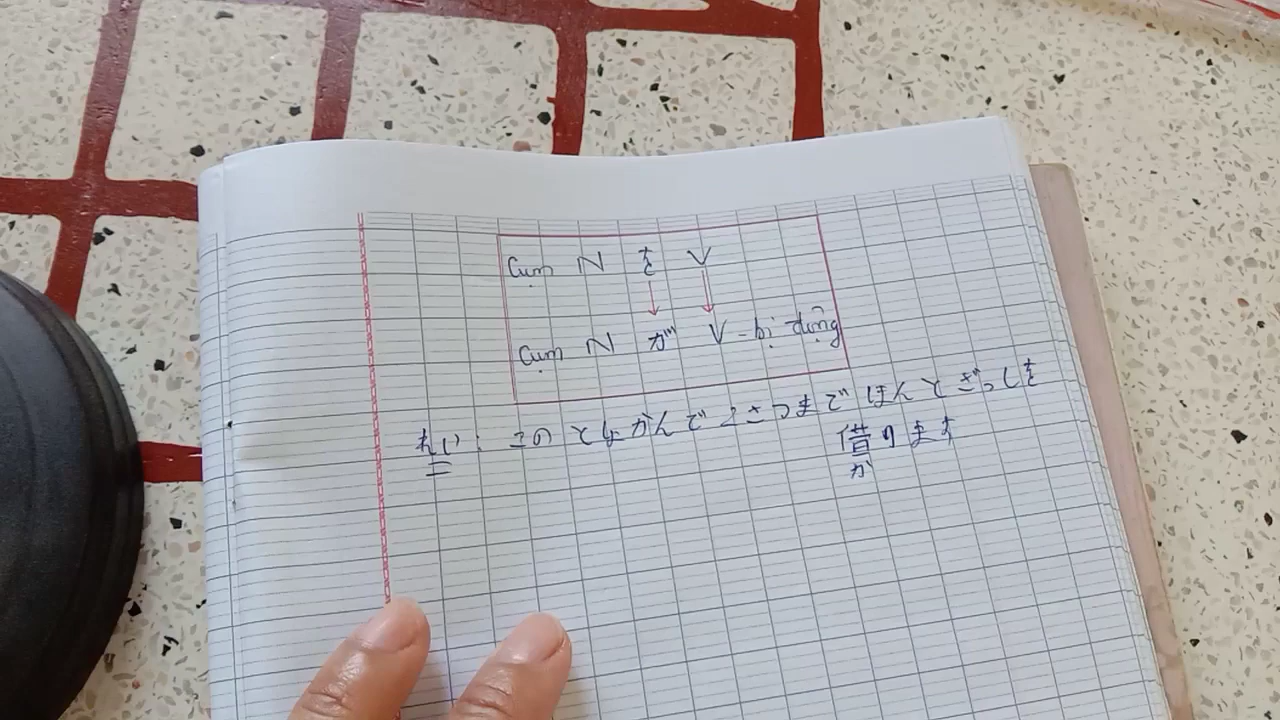 Cụm N を V
Cụm N が V-bị động
れい: このとしょかんで 2さつまで ほんとざっしを
借ります
か